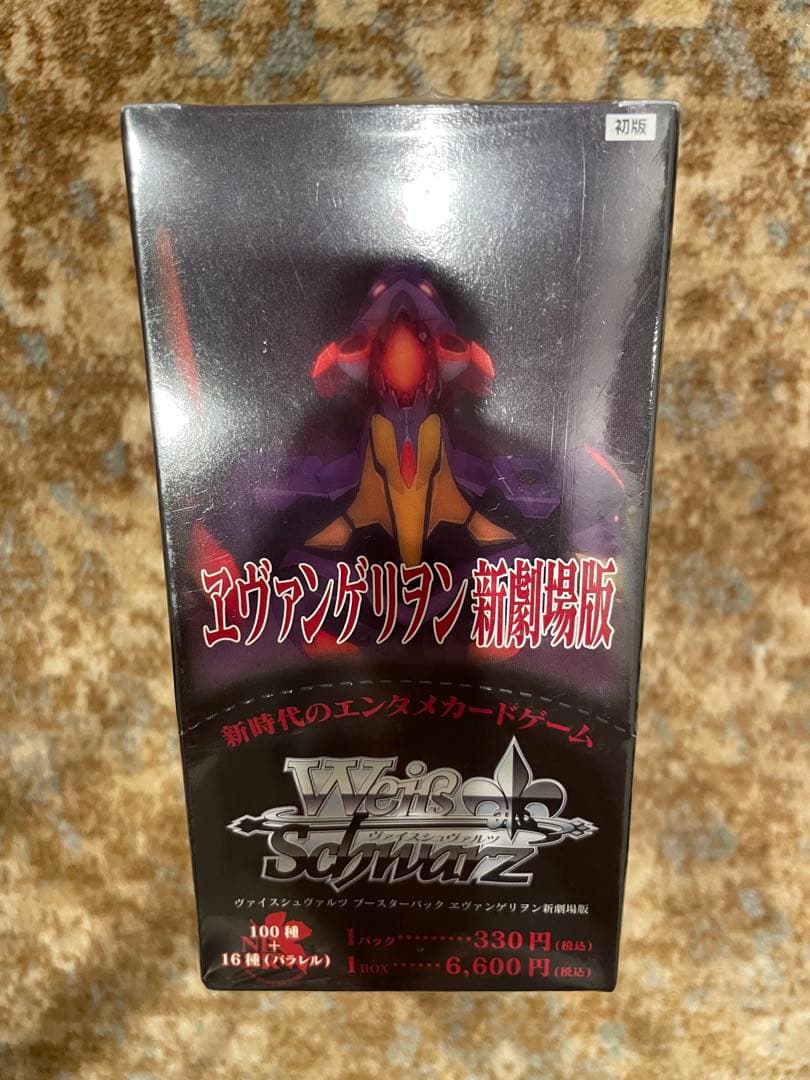 初版
ヱヴァンゲリヲン新劇場版
新時代のエンタメカードゲーム
Weiß
ヴァイスシュヴァルツ
Schwarz
ヴァイスシュヴァルツ ブースターパック ヱヴァンゲリヲン新劇場版
100種
+
16種(パラレル)
1パック・・・・・・・・・330円(税込)
1BOX・・・・・・6,600円(税込)